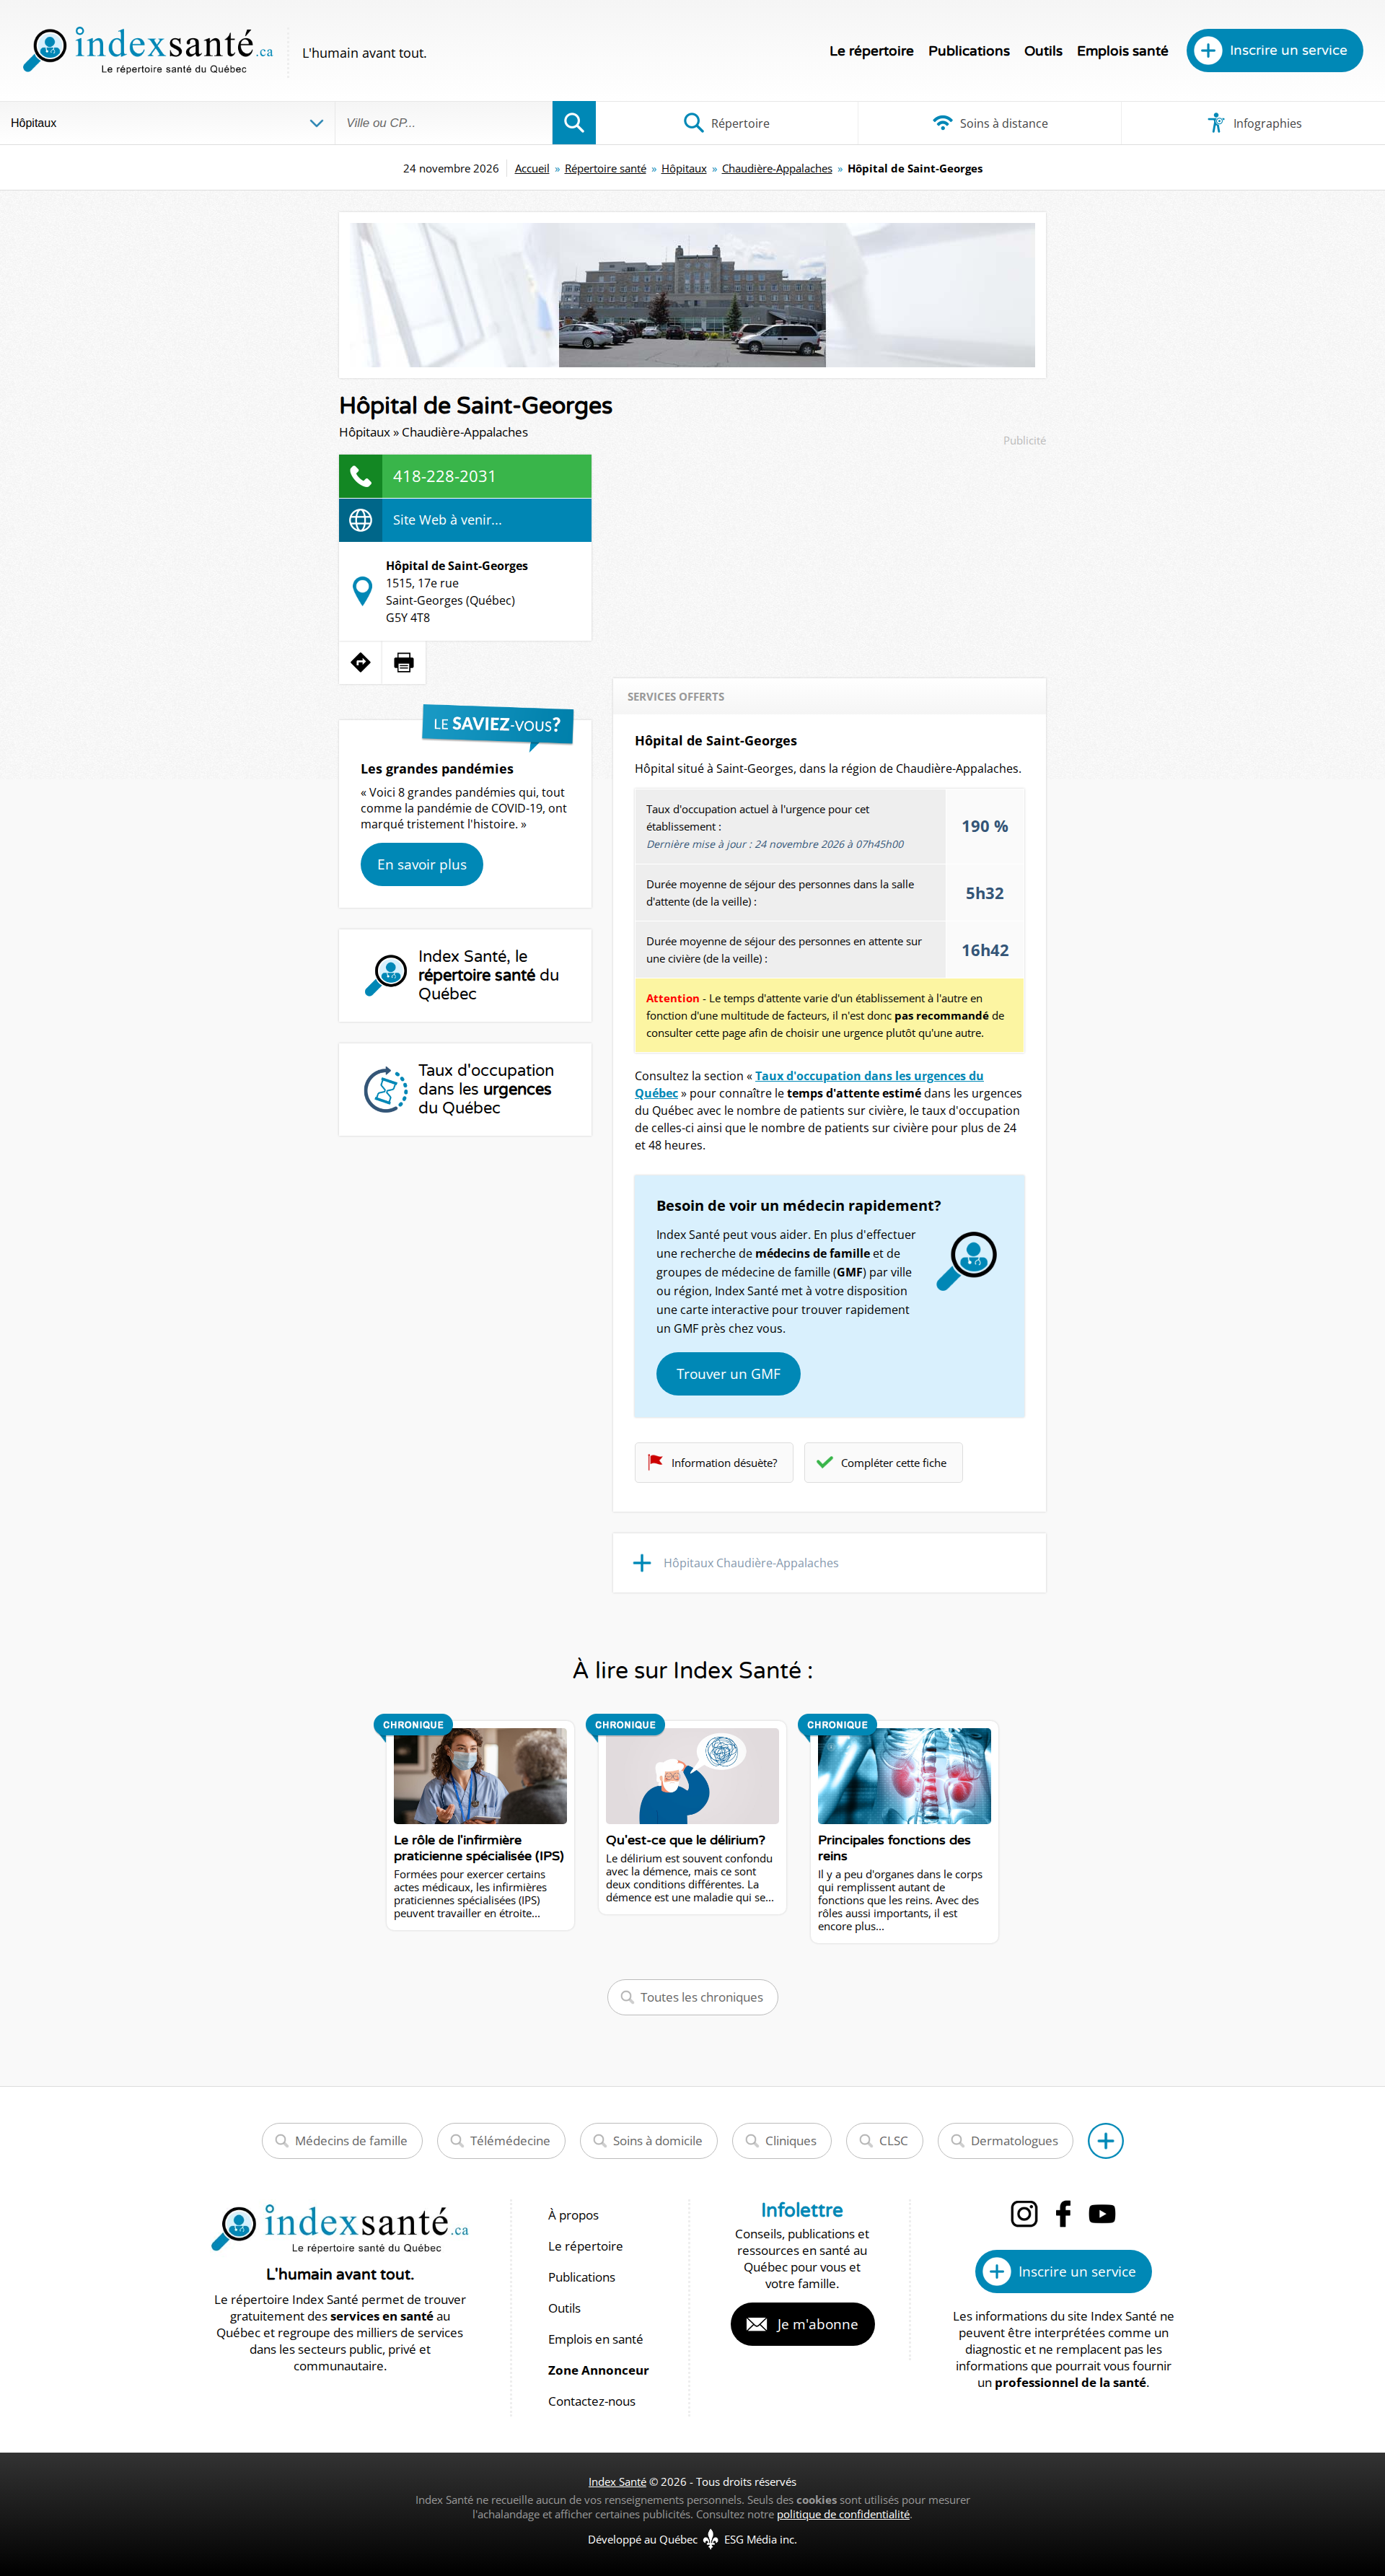 indexsanté.ca
Le répertoire santé du Québec
L'humain avant tout.
Le répertoire
Publications
Outils
Emplois santé
Inscrire un service
Hôpitaux
Ville ou CP...
Répertoire
Soins à distance
Infographies
24 novembre 2026
Accueil » Répertoire santé » Hôpitaux » Chaudière-Appalaches » Hôpital de Saint-Georges
Hôpital de Saint-Georges
Hôpitaux » Chaudière-Appalaches
Publicité
418-228-2031
Site Web à venir...
Hôpital de Saint-Georges
1515, 17e rue
Saint-Georges (Québec)
G5Y 4T8
LE SAVIEZ-VOUS?
Les grandes pandémies
« Voici 8 grandes pandémies qui, tout
comme la pandémie de COVID-19, ont
marqué tristement l'histoire. »
En savoir plus
Index Santé, le
répertoire santé du
Québec
Taux d'occupation
dans les urgences
du Québec
SERVICES OFFERTS
Hôpital de Saint-Georges
Hôpital situé à Saint-Georges, dans la région de Chaudière-Appalaches.
Taux d'occupation actuel à l'urgence pour cet
établissement :
Dernière mise à jour : 24 novembre 2026 à 07h45h00
190 %
Durée moyenne de séjour des personnes dans la salle
d'attente (de la veille) :
5h32
Durée moyenne de séjour des personnes en attente sur
une civière (de la veille) :
16h42
Attention - Le temps d'attente varie d'un établissement à l'autre en
fonction d'une multitude de facteurs, il n'est donc pas recommandé de
consulter cette page afin de choisir une urgence plutôt qu'une autre.
Consultez la section « Taux d'occupation dans les urgences du
Québec » pour connaître le temps d'attente estimé dans les urgences
du Québec avec le nombre de patients sur civière, le taux d'occupation
de celles-ci ainsi que le nombre de patients sur civière pour plus de 24
et 48 heures.
Besoin de voir un médecin rapidement?
Index Santé peut vous aider. En plus d'effectuer
une recherche de médecins de famille et de
groupes de médecine de famille (GMF) par ville
ou région, Index Santé met à votre disposition
une carte interactive pour trouver rapidement
un GMF près chez vous.
Trouver un GMF
Information désuète?
Compléter cette fiche
Hôpitaux Chaudière-Appalaches
À lire sur Index Santé :
CHRONIQUE
Le rôle de l'infirmière
praticienne spécialisée (IPS)
Formées pour exercer certains
actes médicaux, les infirmières
praticiennes spécialisées (IPS)
peuvent travailler en étroite...
CHRONIQUE
Qu'est-ce que le délirium?
Le délirium est souvent confondu
avec la démence, mais ce sont
deux conditions différentes. La
démence est une maladie qui se...
CHRONIQUE
Principales fonctions des
reins
Il y a peu d'organes dans le corps
qui remplissent autant de
fonctions que les reins. Avec des
rôles aussi importants, il est
encore plus...
Toutes les chroniques
Médecins de famille
Télémédecine
Soins à domicile
Cliniques
CLSC
Dermatologues
indexsanté.ca
Le répertoire santé du Québec
L'humain avant tout.
Le répertoire Index Santé permet de trouver
gratuitement des services en santé au
Québec et regroupe des milliers de services
dans les secteurs public, privé et
communautaire.
À propos
Le répertoire
Publications
Outils
Emplois en santé
Zone Annonceur
Contactez-nous
Infolettre
Conseils, publications et
ressources en santé au
Québec pour vous et
votre famille.
Je m'abonne
Inscrire un service
Les informations du site Index Santé ne
peuvent être interprétées comme un
diagnostic et ne remplacent pas les
informations que pourrait vous fournir
un professionnel de la santé.
Index Santé © 2026 - Tous droits réservés
Index Santé ne recueille aucun de vos renseignements personnels. Seuls des cookies sont utilisés pour mesurer
l'achalandage et afficher certaines publicités. Consultez notre politique de confidentialité.
Développé au Québec ESG Média inc.